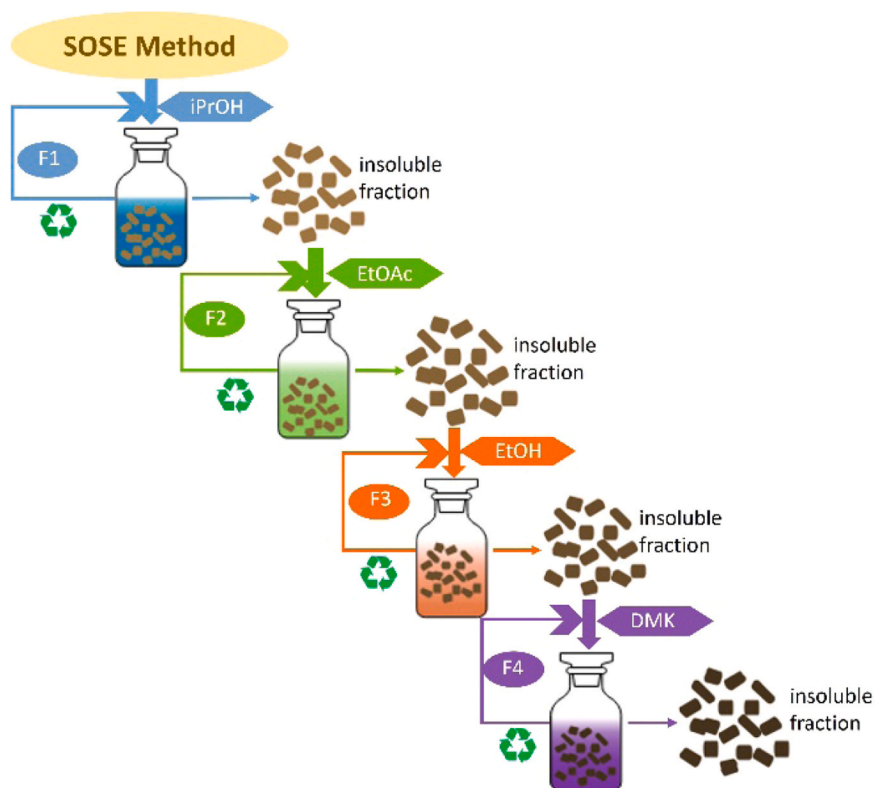 SOSE Method
iPrOH
F1
insoluble
fraction
EtOAc
F2
insoluble
fraction
EtOH
F3
insoluble
fraction
DMK
F4
insoluble
fraction